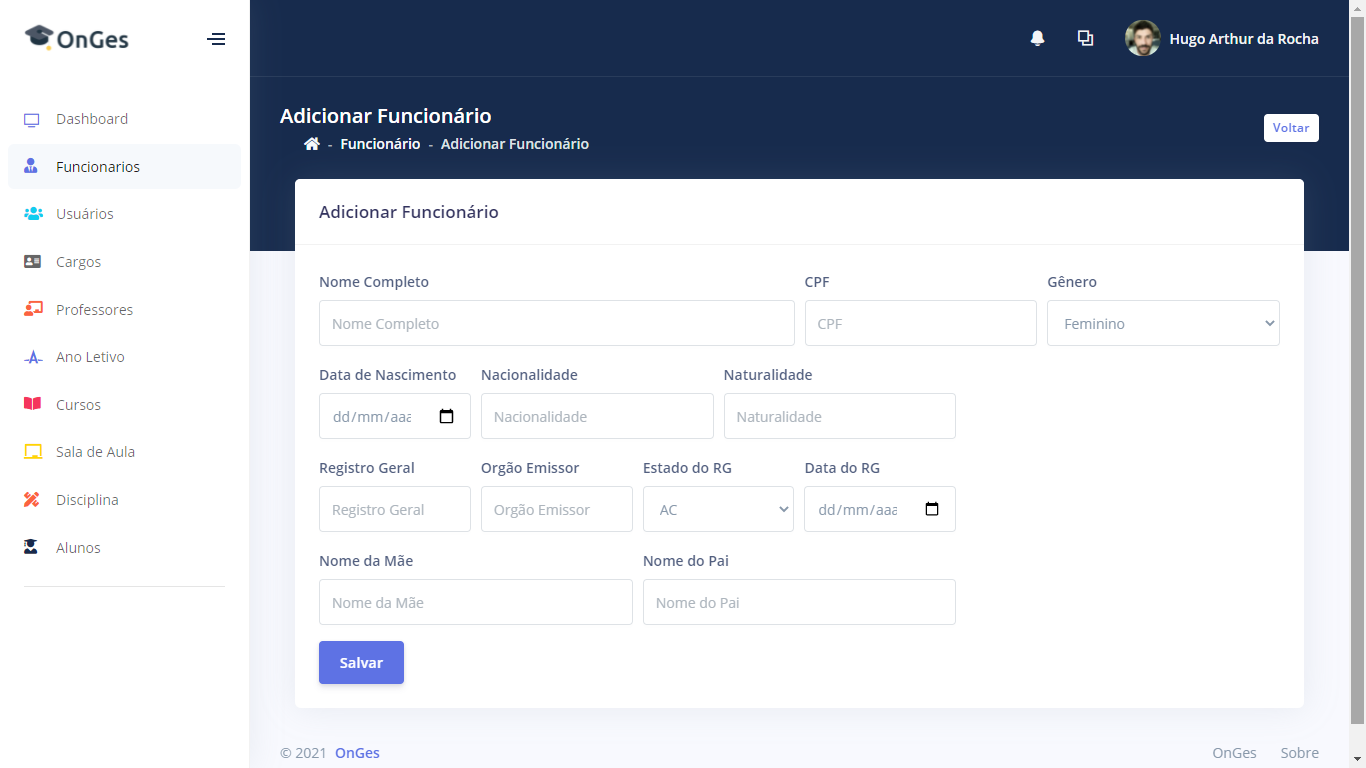 OnGes
Hugo Arthur da Rocha
Dashboard
Funcionarios
Usuários
Cargos
Professores
Ano Letivo
Cursos
Sala de Aula
Disciplina
Alunos
Adicionar Funcionário
Voltar
- Funcionário - Adicionar Funcionário
Adicionar Funcionário
Nome Completo CPF Gênero
Nome Completo CPF Feminino
Data de Nascimento Nacionalidade Naturalidade
dd/mm/aaa Nacionalidade Naturalidade
Registro Geral Orgão Emissor Estado do RG Data do RG
Registro Geral Orgão Emissor AC dd/mm/aaa
Nome da Mãe Nome do Pai
Nome da Mãe Nome do Pai
Salvar
© 2021 OnGes OnGes Sobre